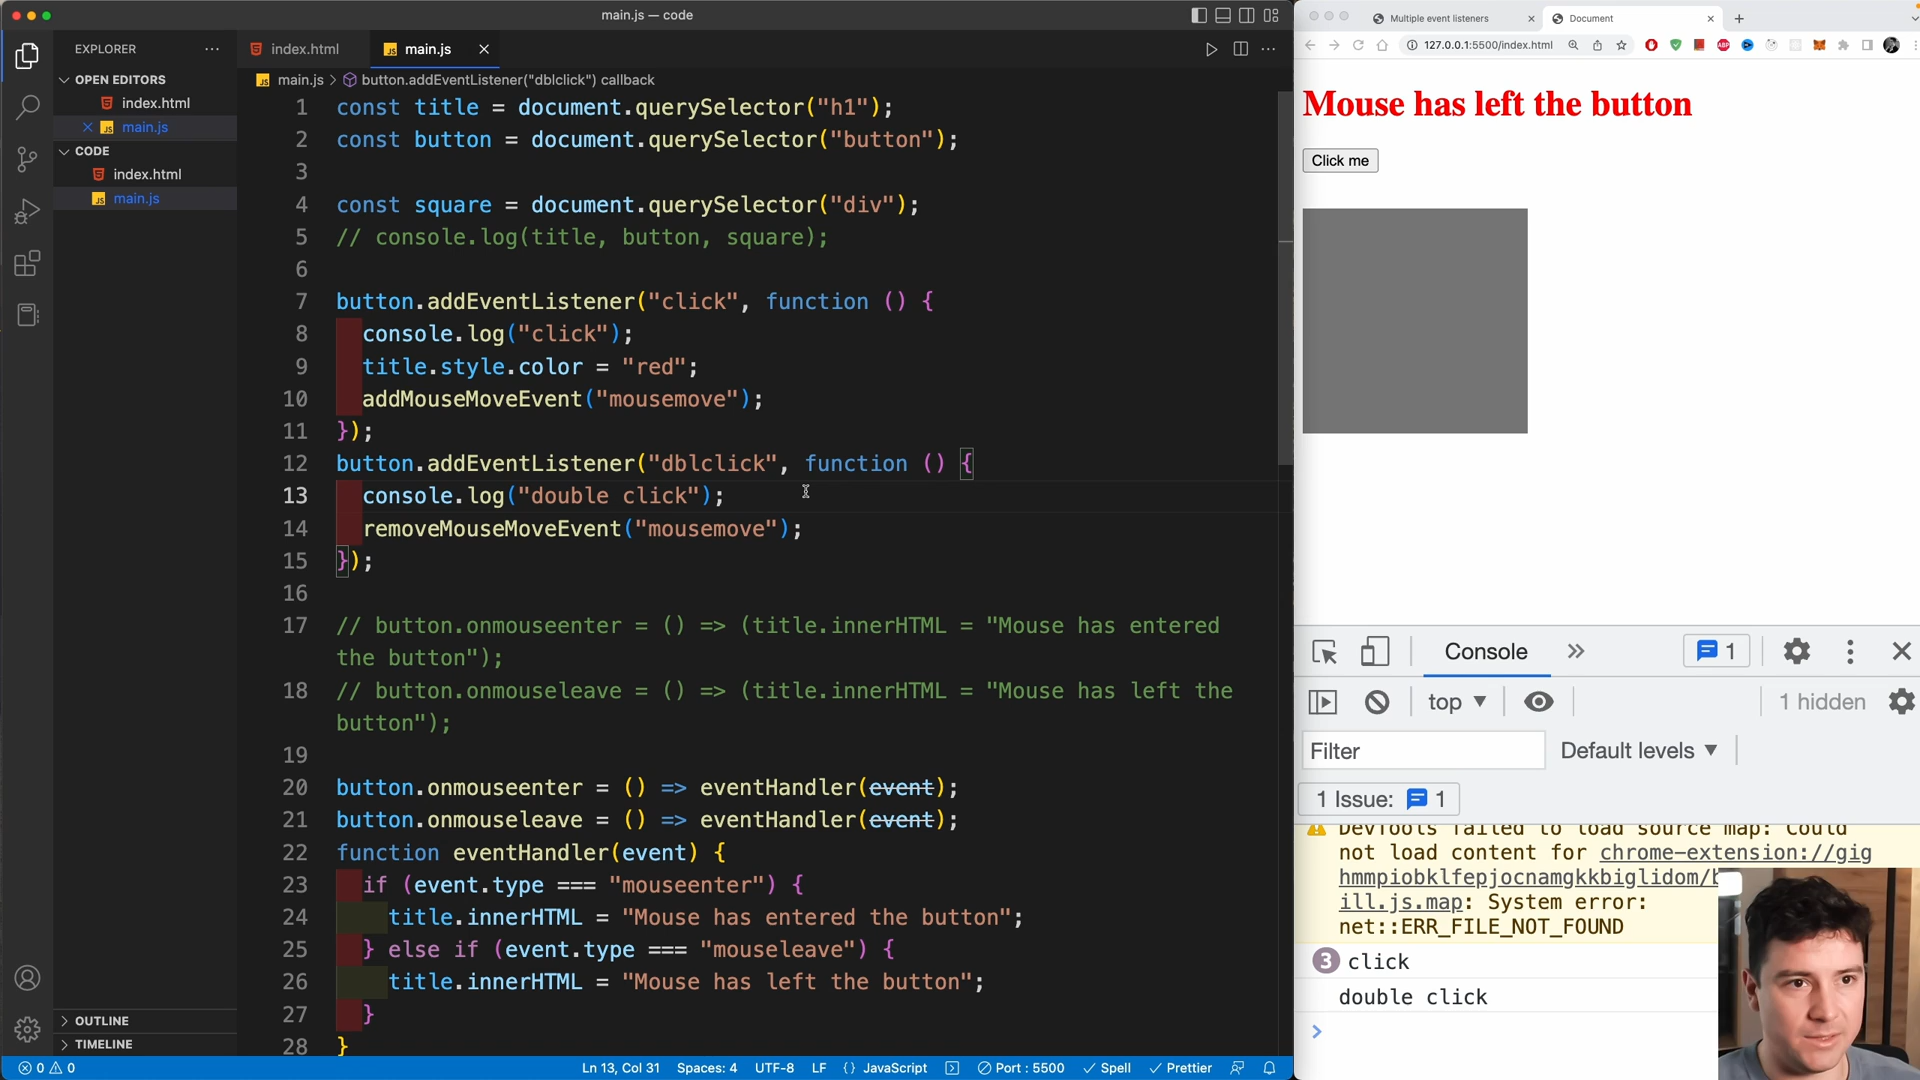 main.js — code
EXPLORER
OPEN EDITORS
index.html
main.js
CODE
index.html
main.js
OUTLINE
TIMELINE
index.html
main.js
main.js > button.addEventListener("dblclick") callback
1 const title = document.querySelector("h1");
2 const button = document.querySelector("button");
3
4 const square = document.querySelector("div");
5 // console.log(title, button, square);
6
7 button.addEventListener("click", function () {
8 console.log("click");
9 title.style.color = "red";
10 addMouseMoveEvent("mousemove");
11 });
12 button.addEventListener("dblclick", function () {
13 console.log("double click");
14 removeMouseMoveEvent("mousemove");
15 });
16
17 // button.onmouseenter = () => (title.innerHTML = "Mouse has entered
the button");
18 // button.onmouseleave = () => (title.innerHTML = "Mouse has left the
button");
19
20 button.onmouseenter = () => eventHandler(event);
21 button.onmouseleave = () => eventHandler(event);
22 function eventHandler(event) {
23 if (event.type === "mouseenter") {
24 title.innerHTML = "Mouse has entered the button";
25 } else if (event.type === "mouseleave") {
26 title.innerHTML = "Mouse has left the button";
27 }
28 }
0 0
Ln 13, Col 31 Spaces: 4 UTF-8 LF {} JavaScript Port : 5500 Spell Prettier
Multiple event listeners
Document
127.0.0.1:5500/index.html
ABP
Mouse has left the button
Click me
Console
1
top
1 hidden
Filter
Default levels
1 Issue: 1
DevTools failed to load source map: Could
not load content for chrome-extension://gig
hmmpiobklfepjocnamgkkbiglidom/
ill.js.map: System error:
net::ERR_FILE_NOT_FOUND
3 click
double click